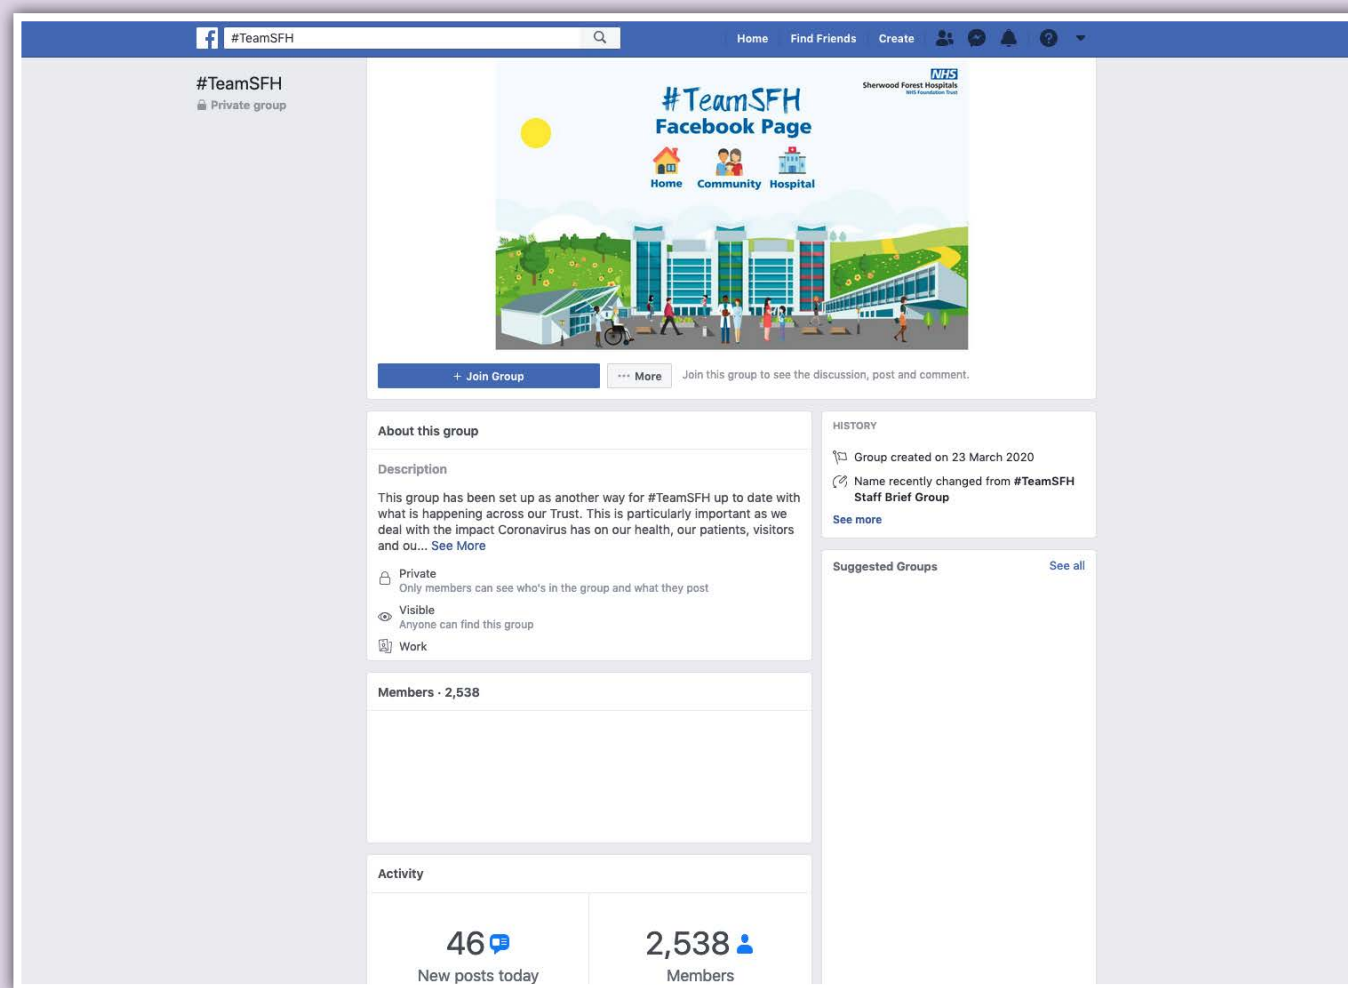 #TeamSFH
Home
Find Friends
Create
#TeamSFH
Private group
NHS
Sherwood Forest Hospitals
NHS Foundation Trust
#TeamSFH
Facebook Page
Home
Community
Hospital
+ Join Group
More
Join this group to see the discussion, post and comment.
About this group
Description
This group has been set up as another way for #TeamSFH up to date with
what is happening across our Trust. This is particularly important as we
deal with the impact Coronavirus has on our health, our patients, visitors
and ou... See More
Private
Only members can see who's in the group and what they post
Visible
Anyone can find this group
Work
Members · 2,538
Activity
46
New posts today
2,538
Members
HISTORY
Group created on 23 March 2020
Name recently changed from #TeamSFH
Staff Brief Group
See more
Suggested Groups
See all